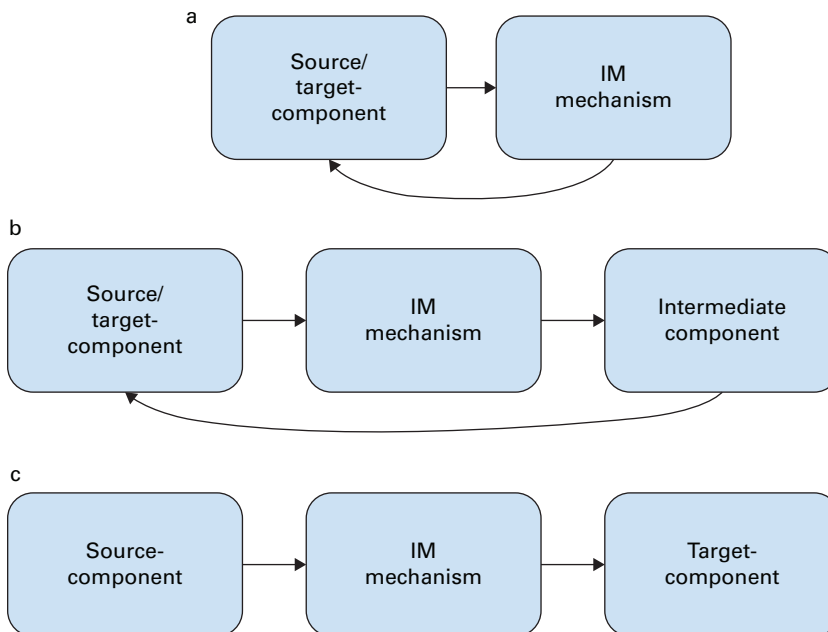 a
Source/
target-
component
IM
mechanism
b
Source/
target-
component
IM
mechanism
Intermediate
component
c
Source-
component
IM
mechanism
Target-
component